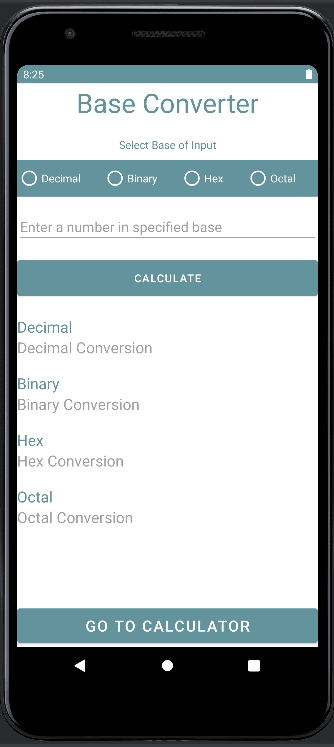 8:25
Base Converter
Select Base of Input
Decimal Binary Hex Octal
Enter a number in specified base
CALCULATE
Decimal
Decimal Conversion
Binary
Binary Conversion
Hex
Hex Conversion
Octal
Octal Conversion
GO TO CALCULATOR